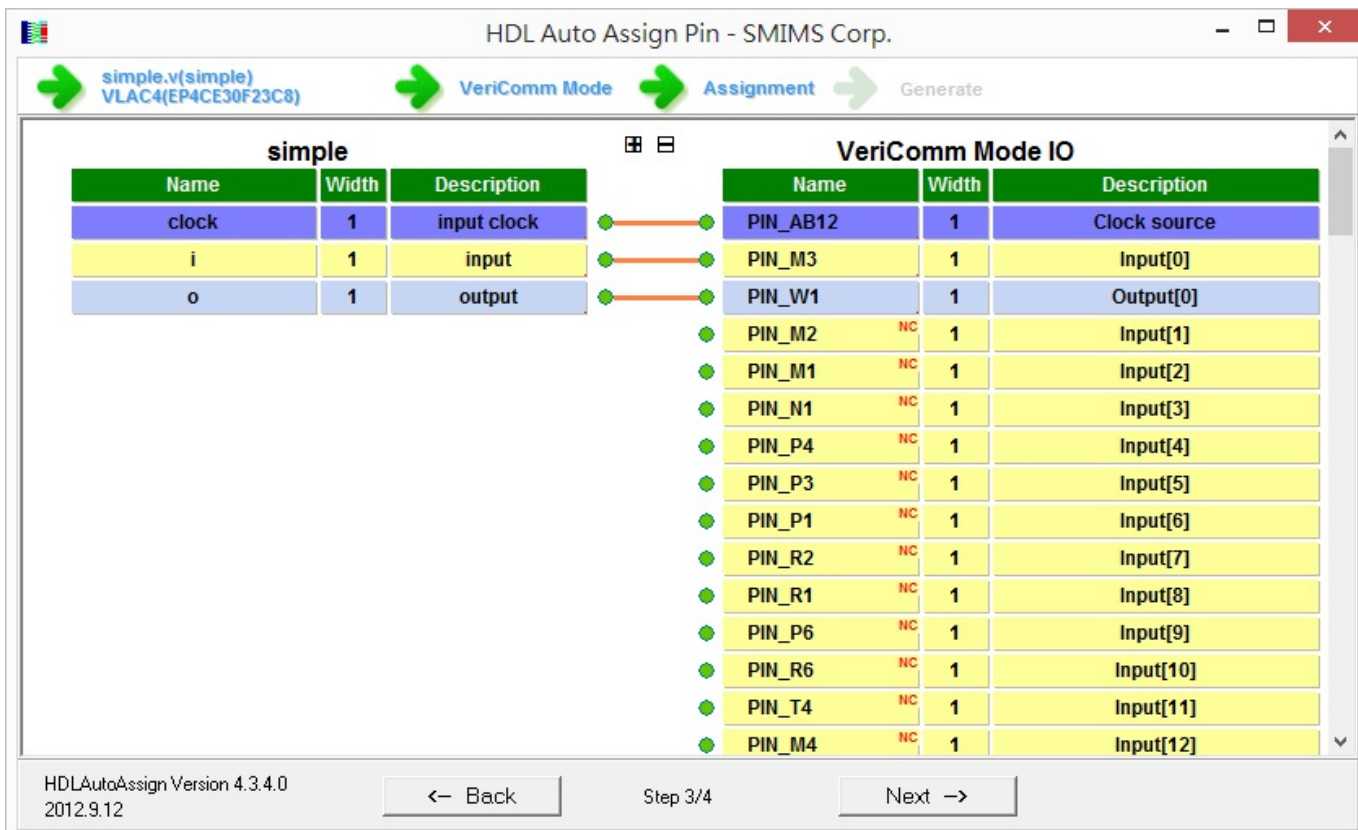 HDL Auto Assign Pin - SMIMS Corp.
simple.v(simple)
VLAC4(EP4CE30F23C8)
VeriComm Mode
Assignment
Generate
simple
Name Width Description
clock 1 input clock
i 1 input
o 1 output
VeriComm Mode IO
Name Width Description
PIN_AB12 1 Clock source
PIN_M3 1 Input[0]
PIN_W1 1 Output[0]
PIN_M2 NC 1 Input[1]
PIN_M1 NC 1 Input[2]
PIN_N1 NC 1 Input[3]
PIN_P4 NC 1 Input[4]
PIN_P3 NC 1 Input[5]
PIN_P1 NC 1 Input[6]
PIN_R2 NC 1 Input[7]
PIN_R1 NC 1 Input[8]
PIN_P6 NC 1 Input[9]
PIN_R6 NC 1 Input[10]
PIN_T4 NC 1 Input[11]
PIN_M4 NC 1 Input[12]
HDLAutoAssign Version 4.3.4.0
2012.9.12
<-- Back
Step 3/4
Next -->